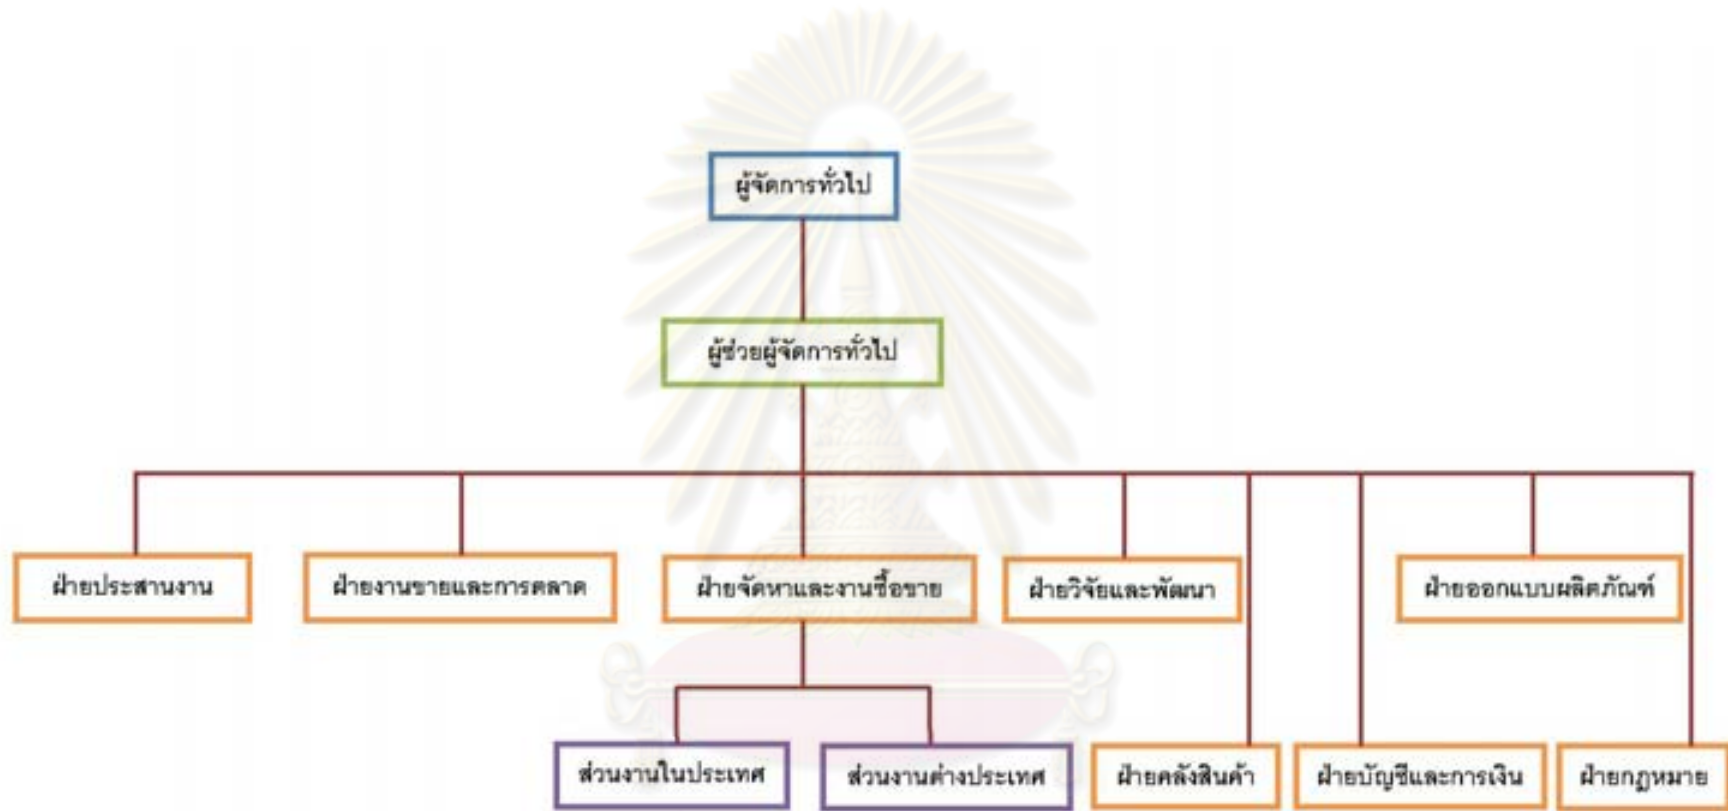 ผู้จัดการทั่วไป
ผู้ช่วยผู้จัดการทั่วไป
ฝ่ายประสานงาน
ฝ่ายงานขายและการตลาด
ฝ่ายจัดหาและงานซื้อขาย
ฝ่ายวิจัยและพัฒนา
ฝ่ายออกแบบผลิตภัณฑ์
ส่วนงานในประเทศ
ส่วนงานต่างประเทศ
ฝ่ายคลังสินค้า
ฝ่ายบัญชีและการเงิน
ฝ่ายกฎหมาย